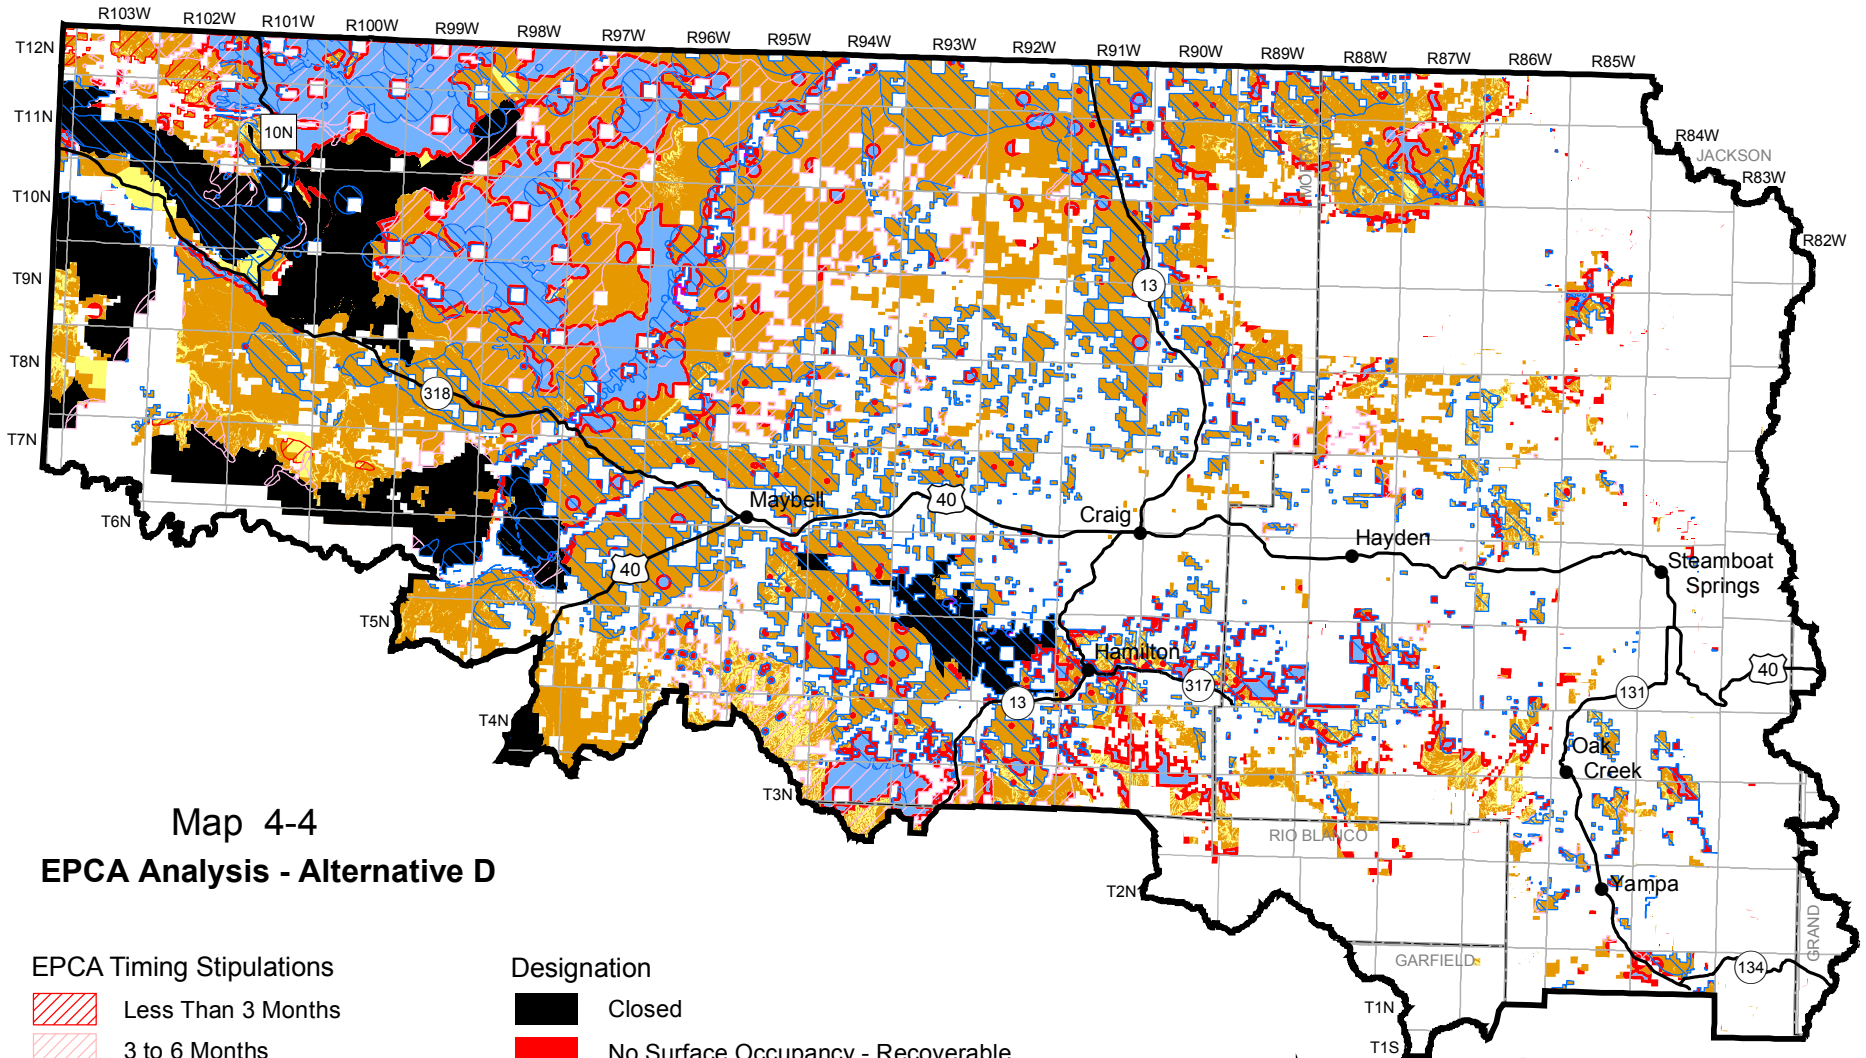 R103W R102W R101W R100W R99W R98W R97W R96W R95W R94W R93W R92W R91W R90W R89W R88W R87W R86W R85W
T12N
T11N
10N
R84W
JACKSON
R83W
T10N
R82W
T9N
13
T8N
318
T7N
Maybell
40
Craig
T6N
Hayden
40
Steamboat
Springs
T5N
Hamilton
317
40
131
13
T4N
Oak
Creek
T3N
Map 4-4
RIO BLANCO
EPCA Analysis - Alternative D
T2N
Yampa
GRAND
GARFIELD
134
EPCA Timing Stipulations
Designation
Less Than 3 Months
Closed
T1N
3 to 6 Months
No Surface Occupancy - Recoverable
T1S